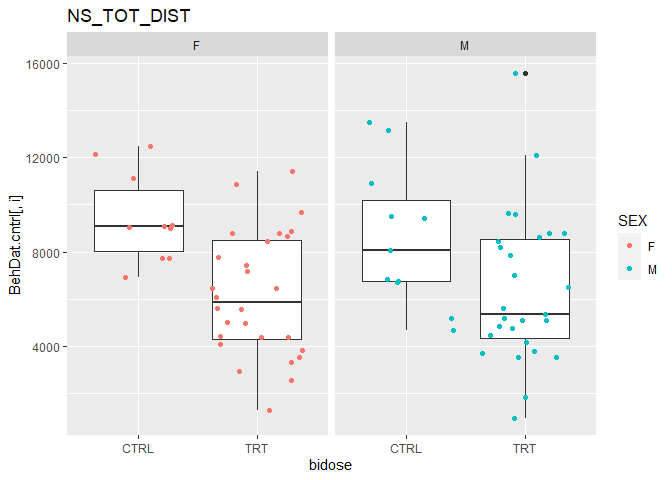 NS_TOT_DIST
F
M
16000
12000
8000
4000
BehDat.cntrl[, i]
CTRL
TRT
CTRL
TRT
bidose
SEX
F
M